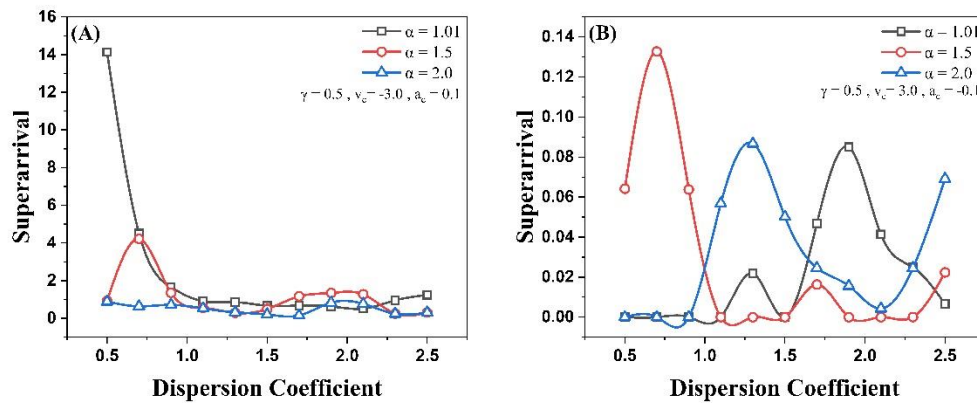 (A)
α = 1.01
α = 1.5
α = 2.0
γ = 0.5 , v_c= -3.0 , a_c = 0.1
16
14
12
10
8
6
4
2
0
Superarrival
0.5 1.0 1.5 2.0 2.5
Dispersion Coefficient
(B)
α – 1.01
α = 1.5
α = 2.0
γ = 0.5 , v_c= 3.0 , a_c = -0.1
0.14
0.12
0.10
0.08
0.06
0.04
0.02
0.00
Superarrival
0.5 1.0 1.5 2.0 2.5
Dispersion Coefficient